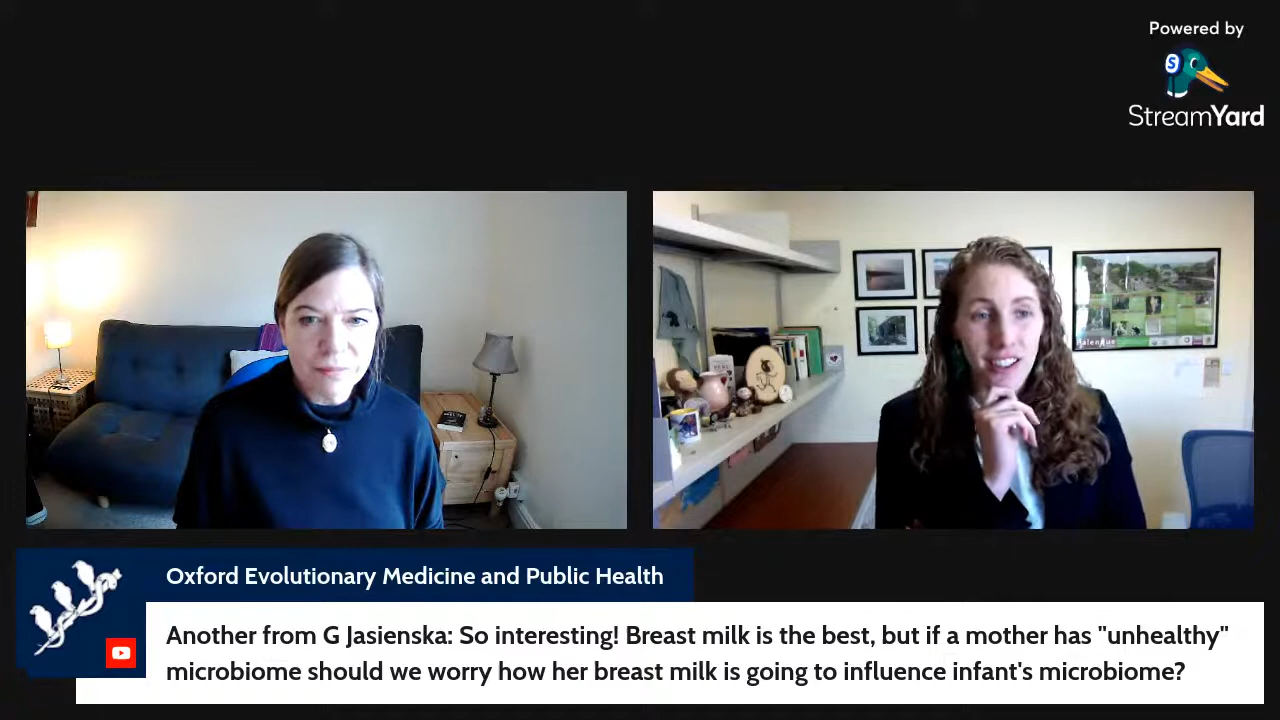 Powered by
S
StreamYard
Palenque
Oxford Evolutionary Medicine and Public Health
Another from G Jasienska: So interesting! Breast milk is the best, but if a mother has "unhealthy"
microbiome should we worry how her breast milk is going to influence infant's microbiome?